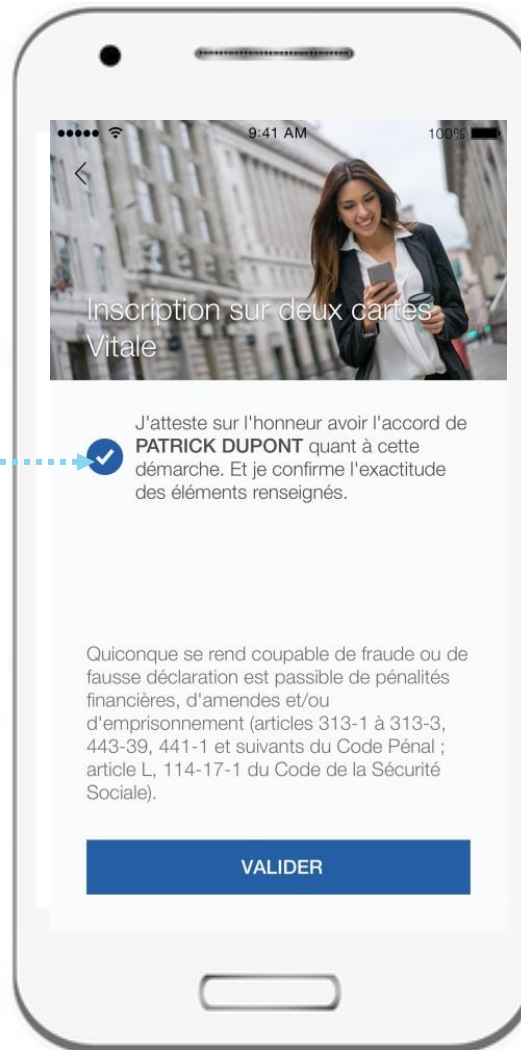 9:41 AM
100%
Inscription sur deux cartes
Vitale
J'atteste sur l'honneur avoir l'accord de
PATRICK DUPONT quant à cette
démarche. Et je confirme l'exactitude
des éléments renseignés.
Quiconque se rend coupable de fraude ou de
fausse déclaration est passible de pénalités
financières, d'amendes et/ou
d'emprisonnement (articles 313-1 à 313-3,
443-39, 441-1 et suivants du Code Pénal ;
article L, 114-17-1 du Code de la Sécurité
Sociale).
VALIDER